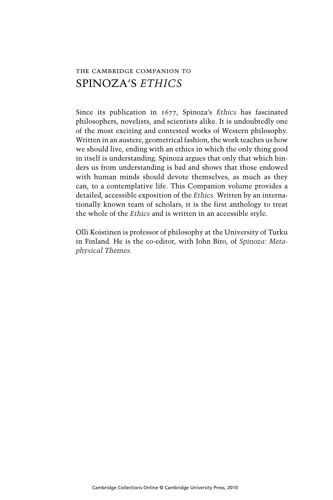 THE CAMBRIDGE COMPANION TO
SPINOZA'S ETHICS
Since its publication in 1677, Spinoza's Ethics has fascinated
philosophers, novelists, and scientists alike. It is undoubtedly one
of the most exciting and contested works of Western philosophy.
Written in an austere, geometrical fashion, the work teaches us how
we should live, ending with an ethics in which the only thing good
in itself is understanding. Spinoza argues that only that which hin-
ders us from understanding is bad and shows that those endowed
with human minds should devote themselves, as much as they
can, to a contemplative life. This Companion volume provides a
detailed, accessible exposition of the Ethics. Written by an interna-
tionally known team of scholars, it is the first anthology to treat
the whole of the Ethics and is written in an accessible style.
Olli Koistinen is professor of philosophy at the University of Turku
in Finland. He is the co-editor, with John Biro, of Spinoza: Meta-
physical Themes.
Cambridge Collections Online © Cambridge University Press, 2010